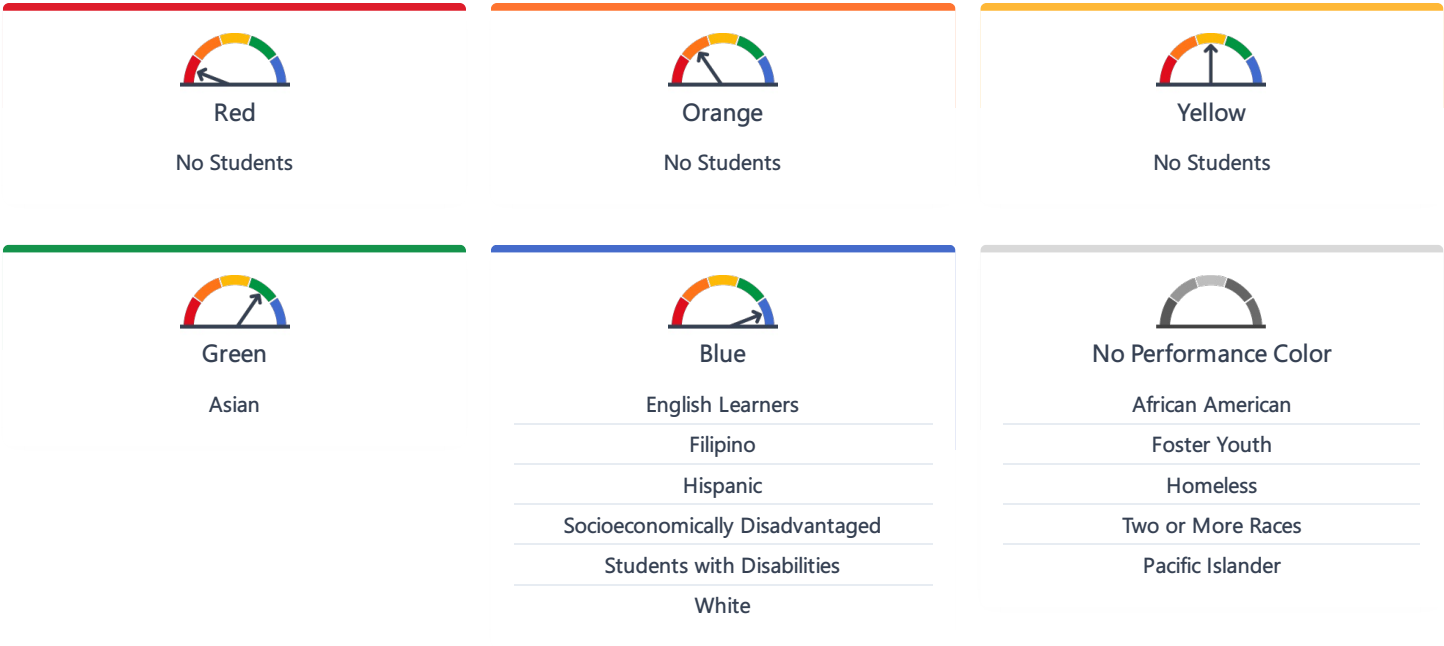 Red
No Students
Orange
No Students
Yellow
No Students
Green
Asian
Blue
English Learners
Filipino
Hispanic
Socioeconomically Disadvantaged
Students with Disabilities
White
No Performance Color
African American
Foster Youth
Homeless
Two or More Races
Pacific Islander